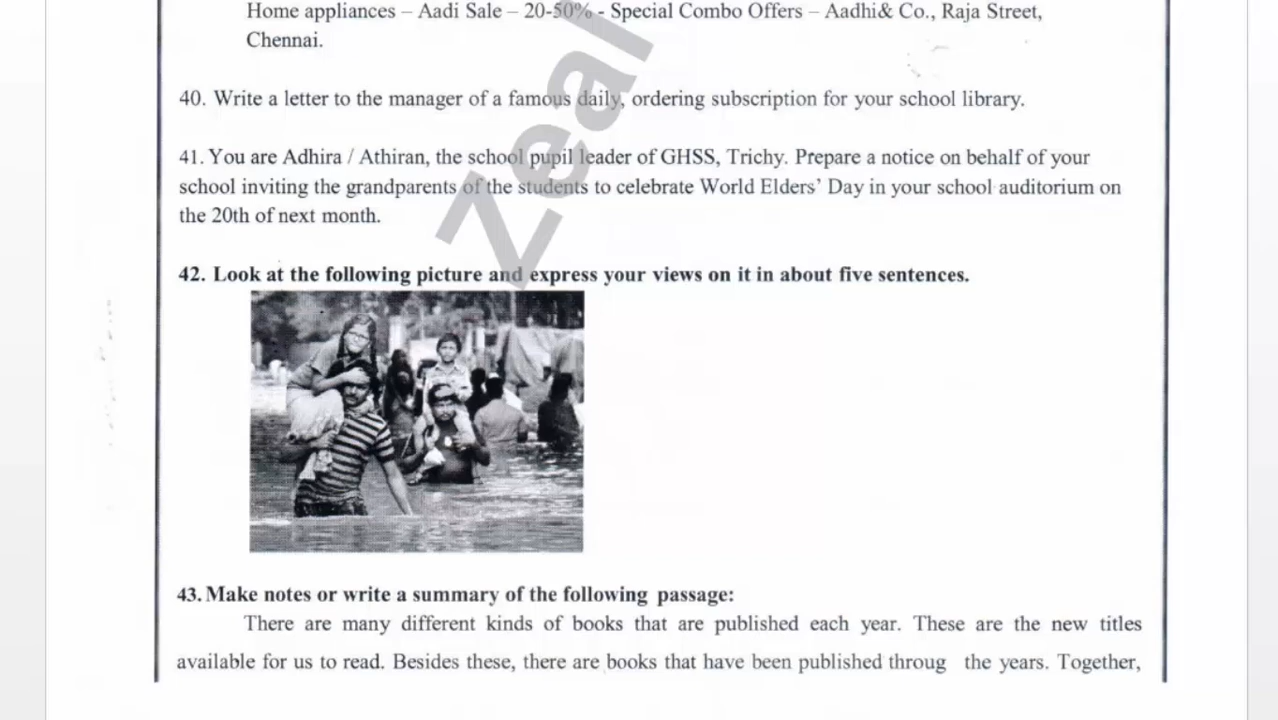 Home appliances – Aadi Sale – 20-50% - Special Combo Offers – Aadhi& Co., Raja Street,
Chennai.
40. Write a letter to the manager of a famous daily, ordering subscription for your school library.
41. You are Adhira / Athiran, the school pupil leader of GHSS, Trichy. Prepare a notice on behalf of your
school inviting the grandparents of the students to celebrate World Elders' Day in your school auditorium on
the 20th of next month.
42. Look at the following picture and express your views on it in about five sentences.
43. Make notes or write a summary of the following passage:
There are many different kinds of books that are published each year. These are the new titles
available for us to read. Besides these, there are books that have been published throug the years. Together,
Zeal